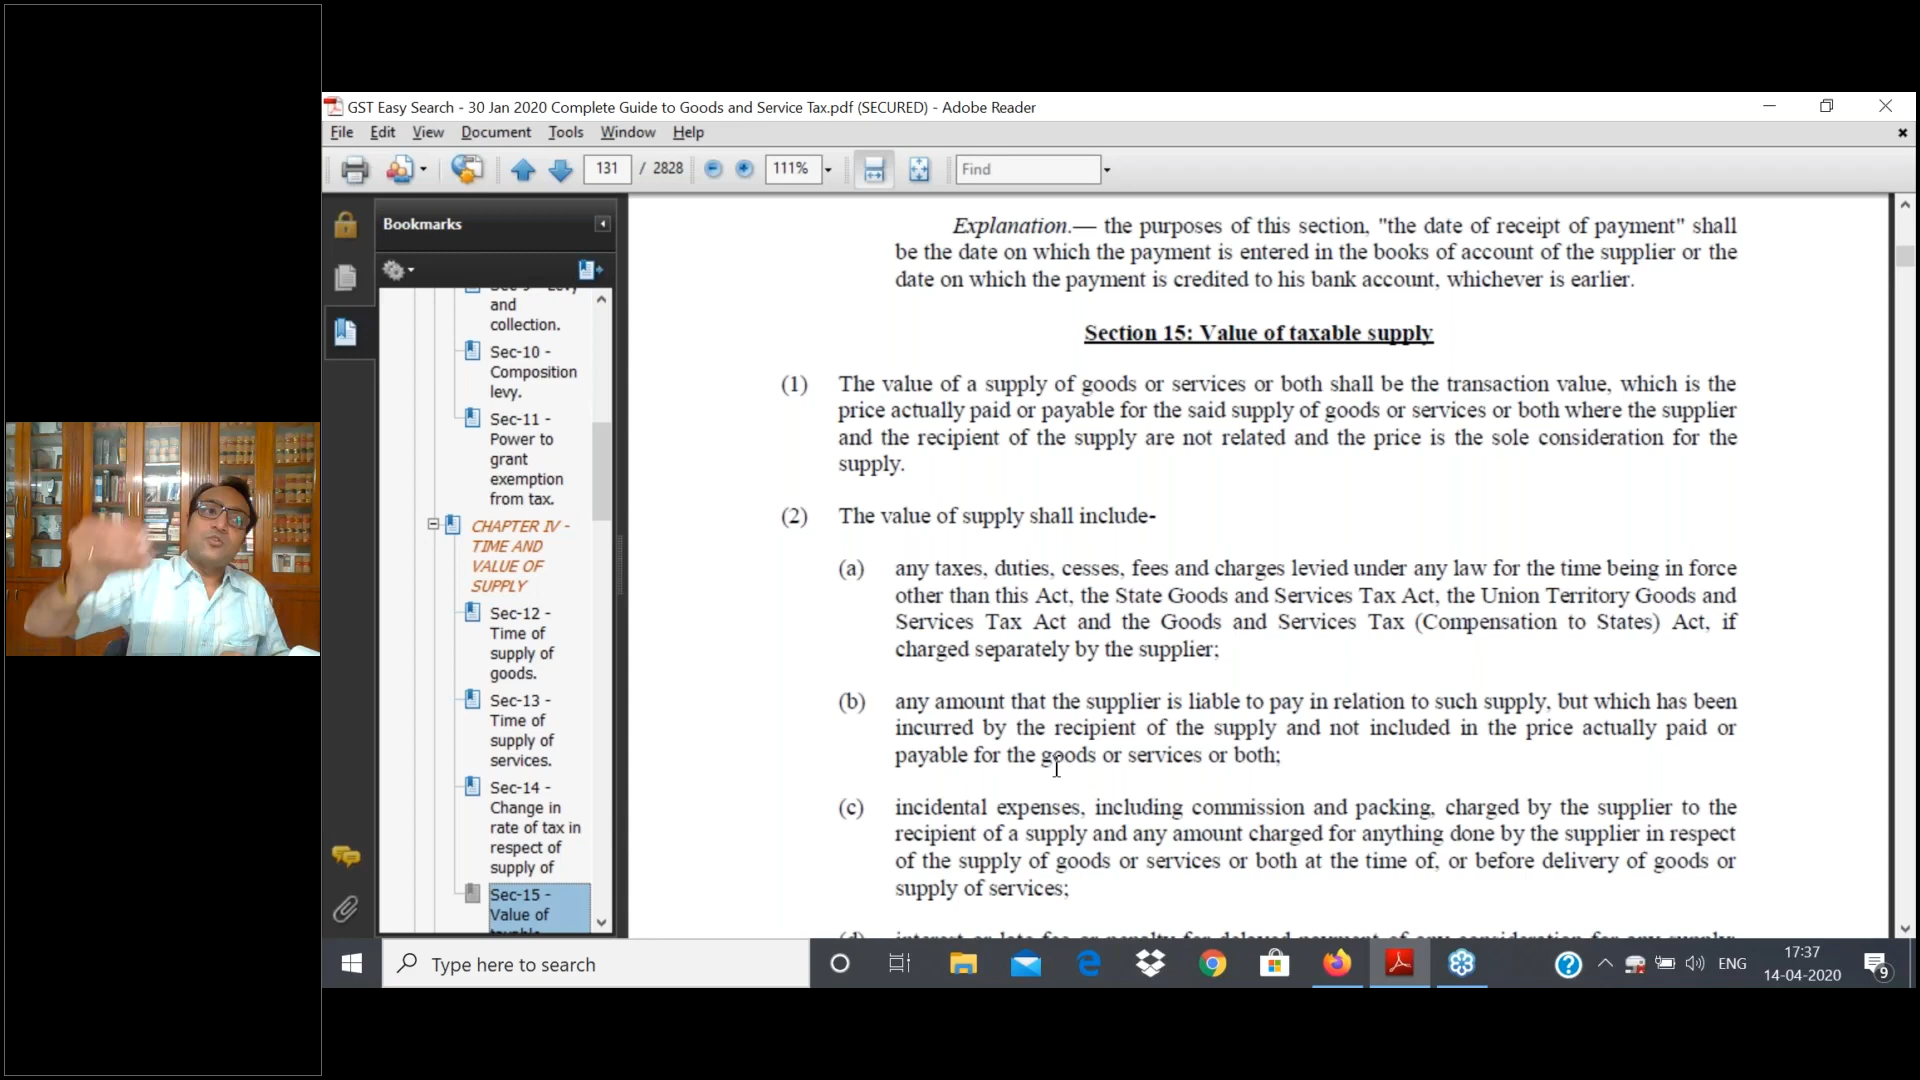 GST Easy Search - 30 Jan 2020 Complete Guide to Goods and Service Tax.pdf (SECURED) - Adobe Reader
File Edit View Document Tools Window Help
131 / 2828 111% Find
Bookmarks
and
collection.
Sec-10 -
Composition
levy.
Sec-11 -
Power to
grant
exemption
from tax.
CHAPTER IV -
TIME AND
VALUE OF
SUPPLY
Sec-12 -
Time of
supply of
goods.
Sec-13 -
Time of
supply of
services.
Sec-14 -
Change in
rate of tax in
respect of
supply of
Sec-15 -
Value of
Explanation.— the purposes of this section, "the date of receipt of payment" shall
be the date on which the payment is entered in the books of account of the supplier or the
date on which the payment is credited to his bank account, whichever is earlier.
Section 15: Value of taxable supply
(1) The value of a supply of goods or services or both shall be the transaction value, which is the
price actually paid or payable for the said supply of goods or services or both where the supplier
and the recipient of the supply are not related and the price is the sole consideration for the
supply.
(2) The value of supply shall include-
(a) any taxes, duties, cesses, fees and charges levied under any law for the time being in force
other than this Act, the State Goods and Services Tax Act, the Union Territory Goods and
Services Tax Act and the Goods and Services Tax (Compensation to States) Act, if
charged separately by the supplier;
(b) any amount that the supplier is liable to pay in relation to such supply, but which has been
incurred by the recipient of the supply and not included in the price actually paid or
payable for the goods or services or both;
(c) incidental expenses, including commission and packing, charged by the supplier to the
recipient of a supply and any amount charged for anything done by the supplier in respect
of the supply of goods or services or both at the time of, or before delivery of goods or
supply of services;
(d) interest or late fee or penalty for delayed payment of any consideration for any supply;
Type here to search
ENG
17:37
14-04-2020
9